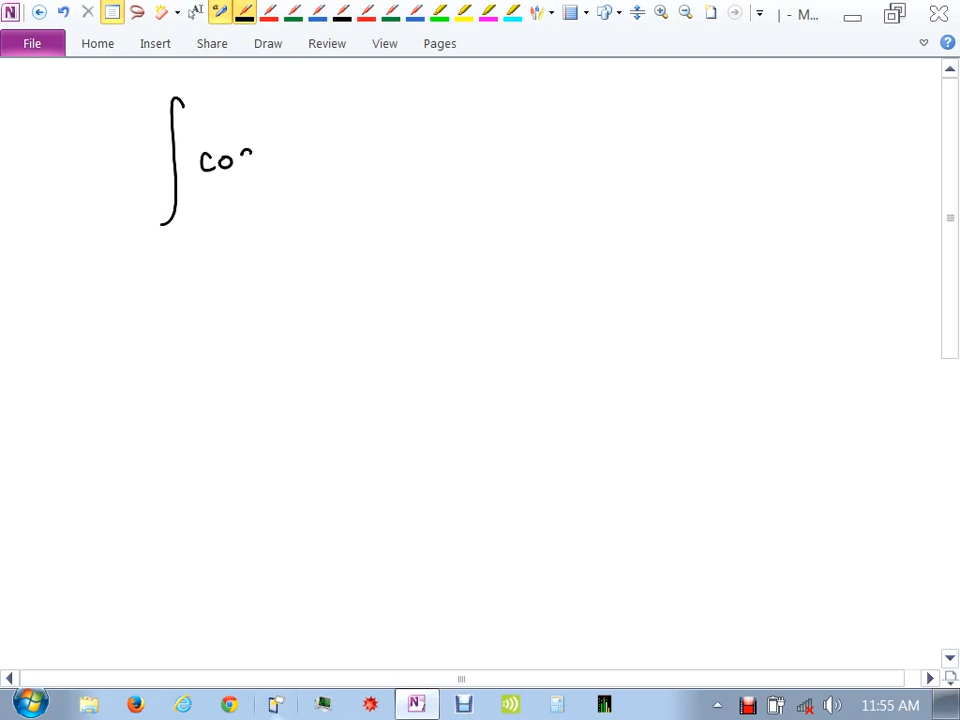 | - M...
File Home Insert Share Draw Review View Pages
∫ co
11:55 AM